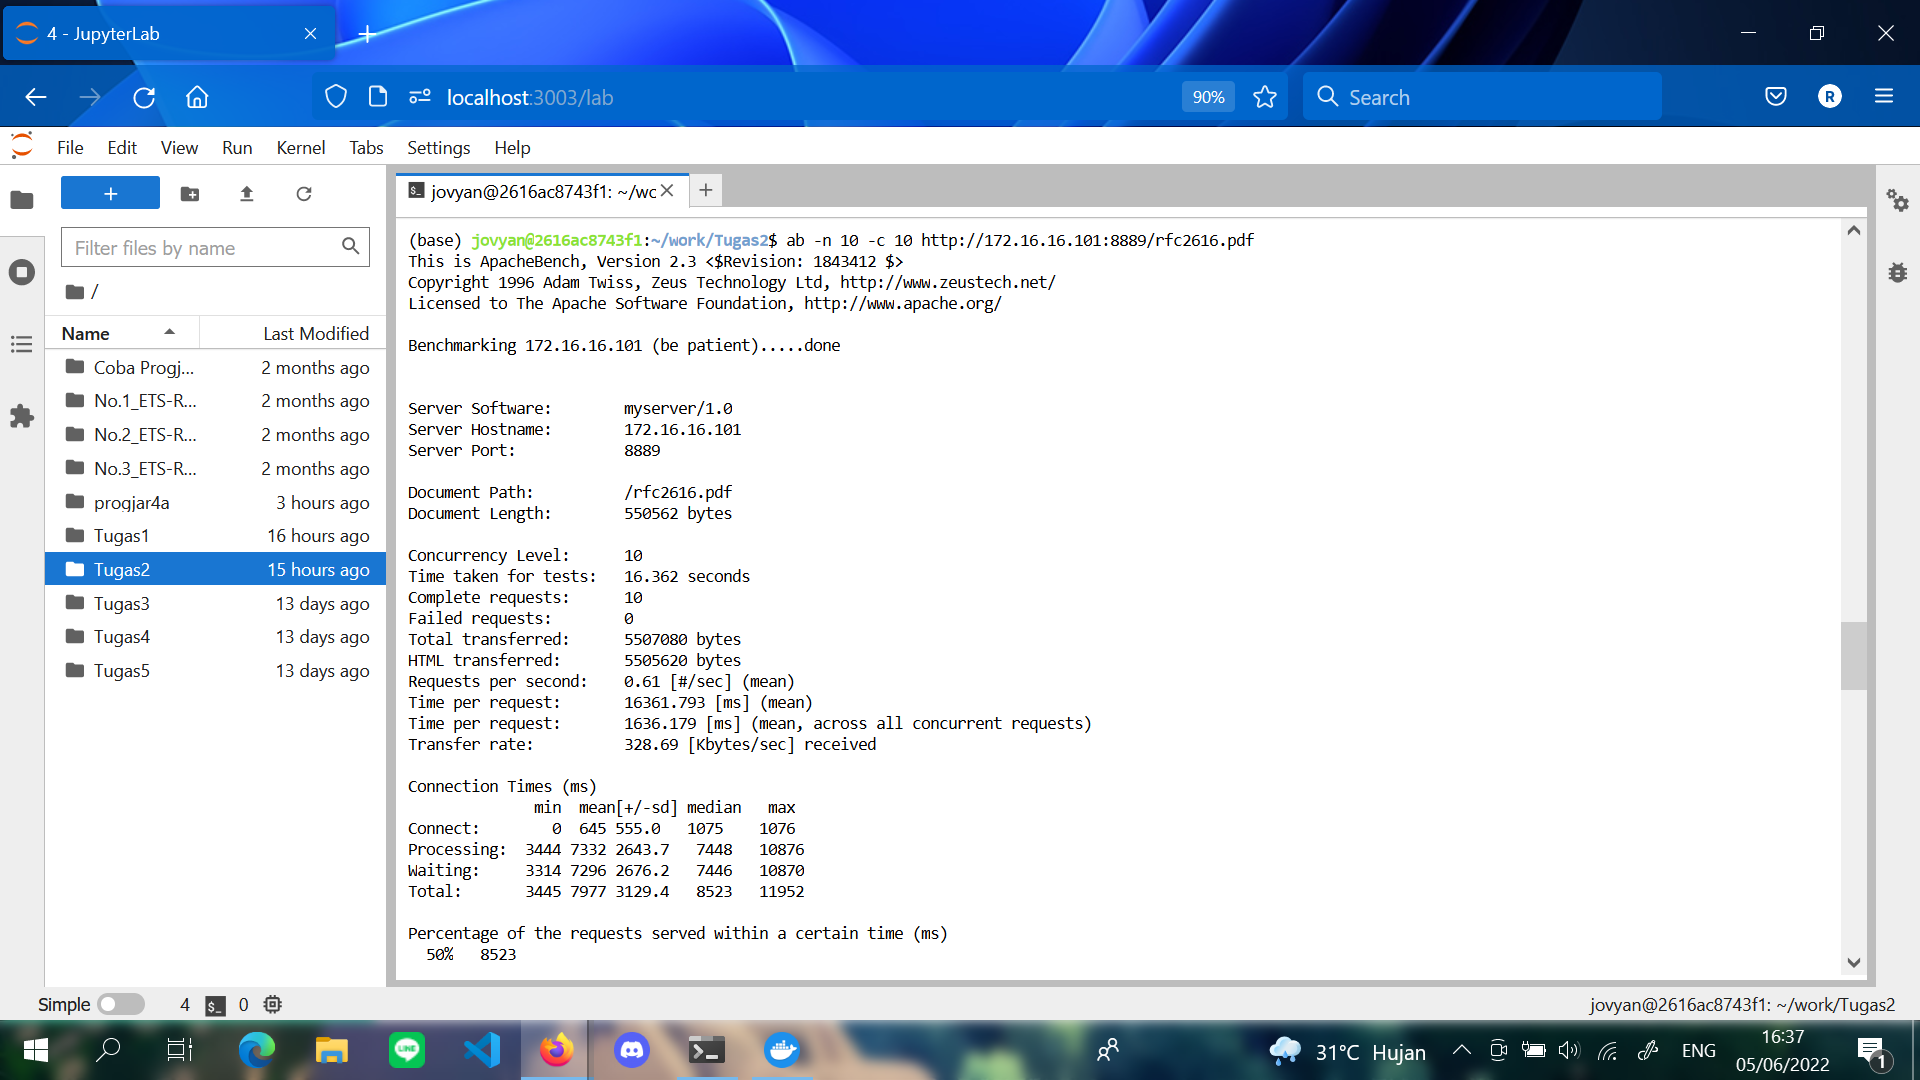 4 - JupyterLab
localhost:3003/lab
90%
Search
R
File Edit View Run Kernel Tabs Settings Help
Filter files by name
/
Name Last Modified
Coba Progj... 2 months ago
No.1_ETS-R... 2 months ago
No.2_ETS-R... 2 months ago
No.3_ETS-R... 2 months ago
progjar4a 3 hours ago
Tugas1 16 hours ago
Tugas2 15 hours ago
Tugas3 13 days ago
Tugas4 13 days ago
Tugas5 13 days ago
jovyan@2616ac8743f1: ~/wc
(base) jovyan@2616ac8743f1:~/work/Tugas2$ ab -n 10 -c 10 http://172.16.16.101:8889/rfc2616.pdf
This is ApacheBench, Version 2.3 <$Revision: 1843412 $>
Copyright 1996 Adam Twiss, Zeus Technology Ltd, http://www.zeustech.net/
Licensed to The Apache Software Foundation, http://www.apache.org/
Benchmarking 172.16.16.101 (be patient).....done
Server Software: myserver/1.0
Server Hostname: 172.16.16.101
Server Port: 8889
Document Path: /rfc2616.pdf
Document Length: 550562 bytes
Concurrency Level: 10
Time taken for tests: 16.362 seconds
Complete requests: 10
Failed requests: 0
Total transferred: 5507080 bytes
HTML transferred: 5505620 bytes
Requests per second: 0.61 [#/sec] (mean)
Time per request: 16361.793 [ms] (mean)
Time per request: 1636.179 [ms] (mean, across all concurrent requests)
Transfer rate: 328.69 [Kbytes/sec] received
Connection Times (ms)
min mean[+/-sd] median max
Connect: 0 645 555.0 1075 1076
Processing: 3444 7332 2643.7 7448 10876
Waiting: 3314 7296 2676.2 7446 10870
Total: 3445 7977 3129.4 8523 11952
Percentage of the requests served within a certain time (ms)
50% 8523
Simple 4 $_ 0
jovyan@2616ac8743f1: ~/work/Tugas2
LINE
31°C Hujan
ENG
16:37
05/06/2022
1